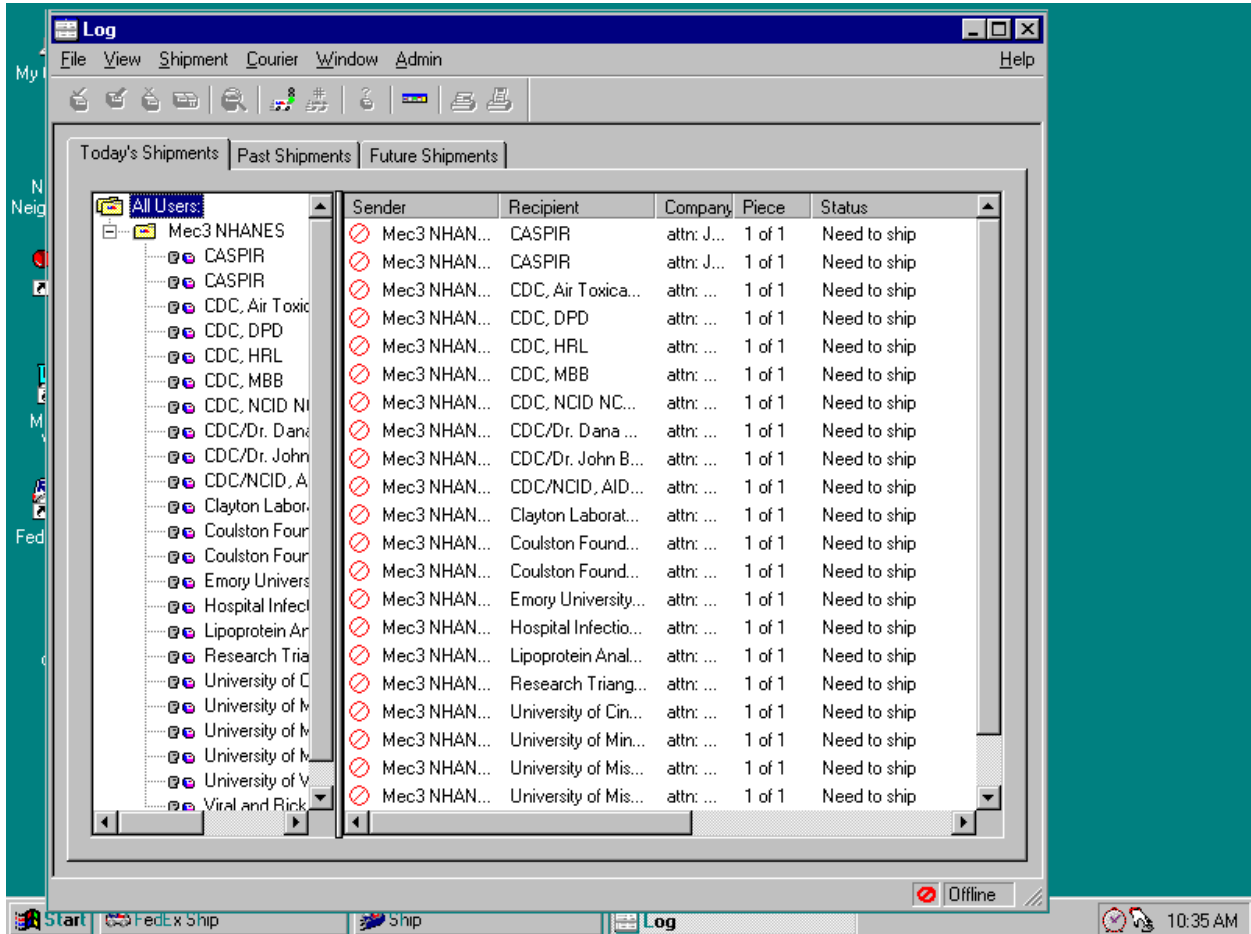 Log
File View Shipment Courier Window Admin Help
Today's Shipments Past Shipments Future Shipments
All Users:
Mec3 NHANES
CASPIR
CASPIR
CDC, Air Toxic
CDC, DPD
CDC, HRL
CDC, MBB
CDC, NCID N
CDC/Dr. Dana
CDC/Dr. John
CDC/NCID, A
Clayton Labor
Coulston Foun
Coulston Foun
Emory Univers
Hospital Infect
Lipoprotein An
Research Tria
University of C
University of M
University of M
University of M
University of V
Viral and Rick
Sender Recipient Company Piece Status
Mec3 NHAN... CASPIR attn: J... 1 of 1 Need to ship
Mec3 NHAN... CASPIR attn: J... 1 of 1 Need to ship
Mec3 NHAN... CDC, Air Toxica... attn: ... 1 of 1 Need to ship
Mec3 NHAN... CDC, DPD attn: ... 1 of 1 Need to ship
Mec3 NHAN... CDC, HRL attn: ... 1 of 1 Need to ship
Mec3 NHAN... CDC, MBB attn: ... 1 of 1 Need to ship
Mec3 NHAN... CDC, NCID NC... attn: ... 1 of 1 Need to ship
Mec3 NHAN... CDC/Dr. Dana ... attn: ... 1 of 1 Need to ship
Mec3 NHAN... CDC/Dr. John B... attn: ... 1 of 1 Need to ship
Mec3 NHAN... CDC/NCID, AID... attn: ... 1 of 1 Need to ship
Mec3 NHAN... Clayton Laborat... attn: ... 1 of 1 Need to ship
Mec3 NHAN... Coulston Found... attn: ... 1 of 1 Need to ship
Mec3 NHAN... Coulston Found... attn: ... 1 of 1 Need to ship
Mec3 NHAN... Emory University... attn: ... 1 of 1 Need to ship
Mec3 NHAN... Hospital Infectio... attn: ... 1 of 1 Need to ship
Mec3 NHAN... Lipoprotein Anal... attn: ... 1 of 1 Need to ship
Mec3 NHAN... Research Triang... attn: ... 1 of 1 Need to ship
Mec3 NHAN... University of Cin... attn: ... 1 of 1 Need to ship
Mec3 NHAN... University of Min... attn: ... 1 of 1 Need to ship
Mec3 NHAN... University of Mis... attn: ... 1 of 1 Need to ship
Mec3 NHAN... University of Mis... attn: ... 1 of 1 Need to ship
My
N
Neig
M
Fed
Offline
Start FedEx Ship Ship Log 10:35 AM